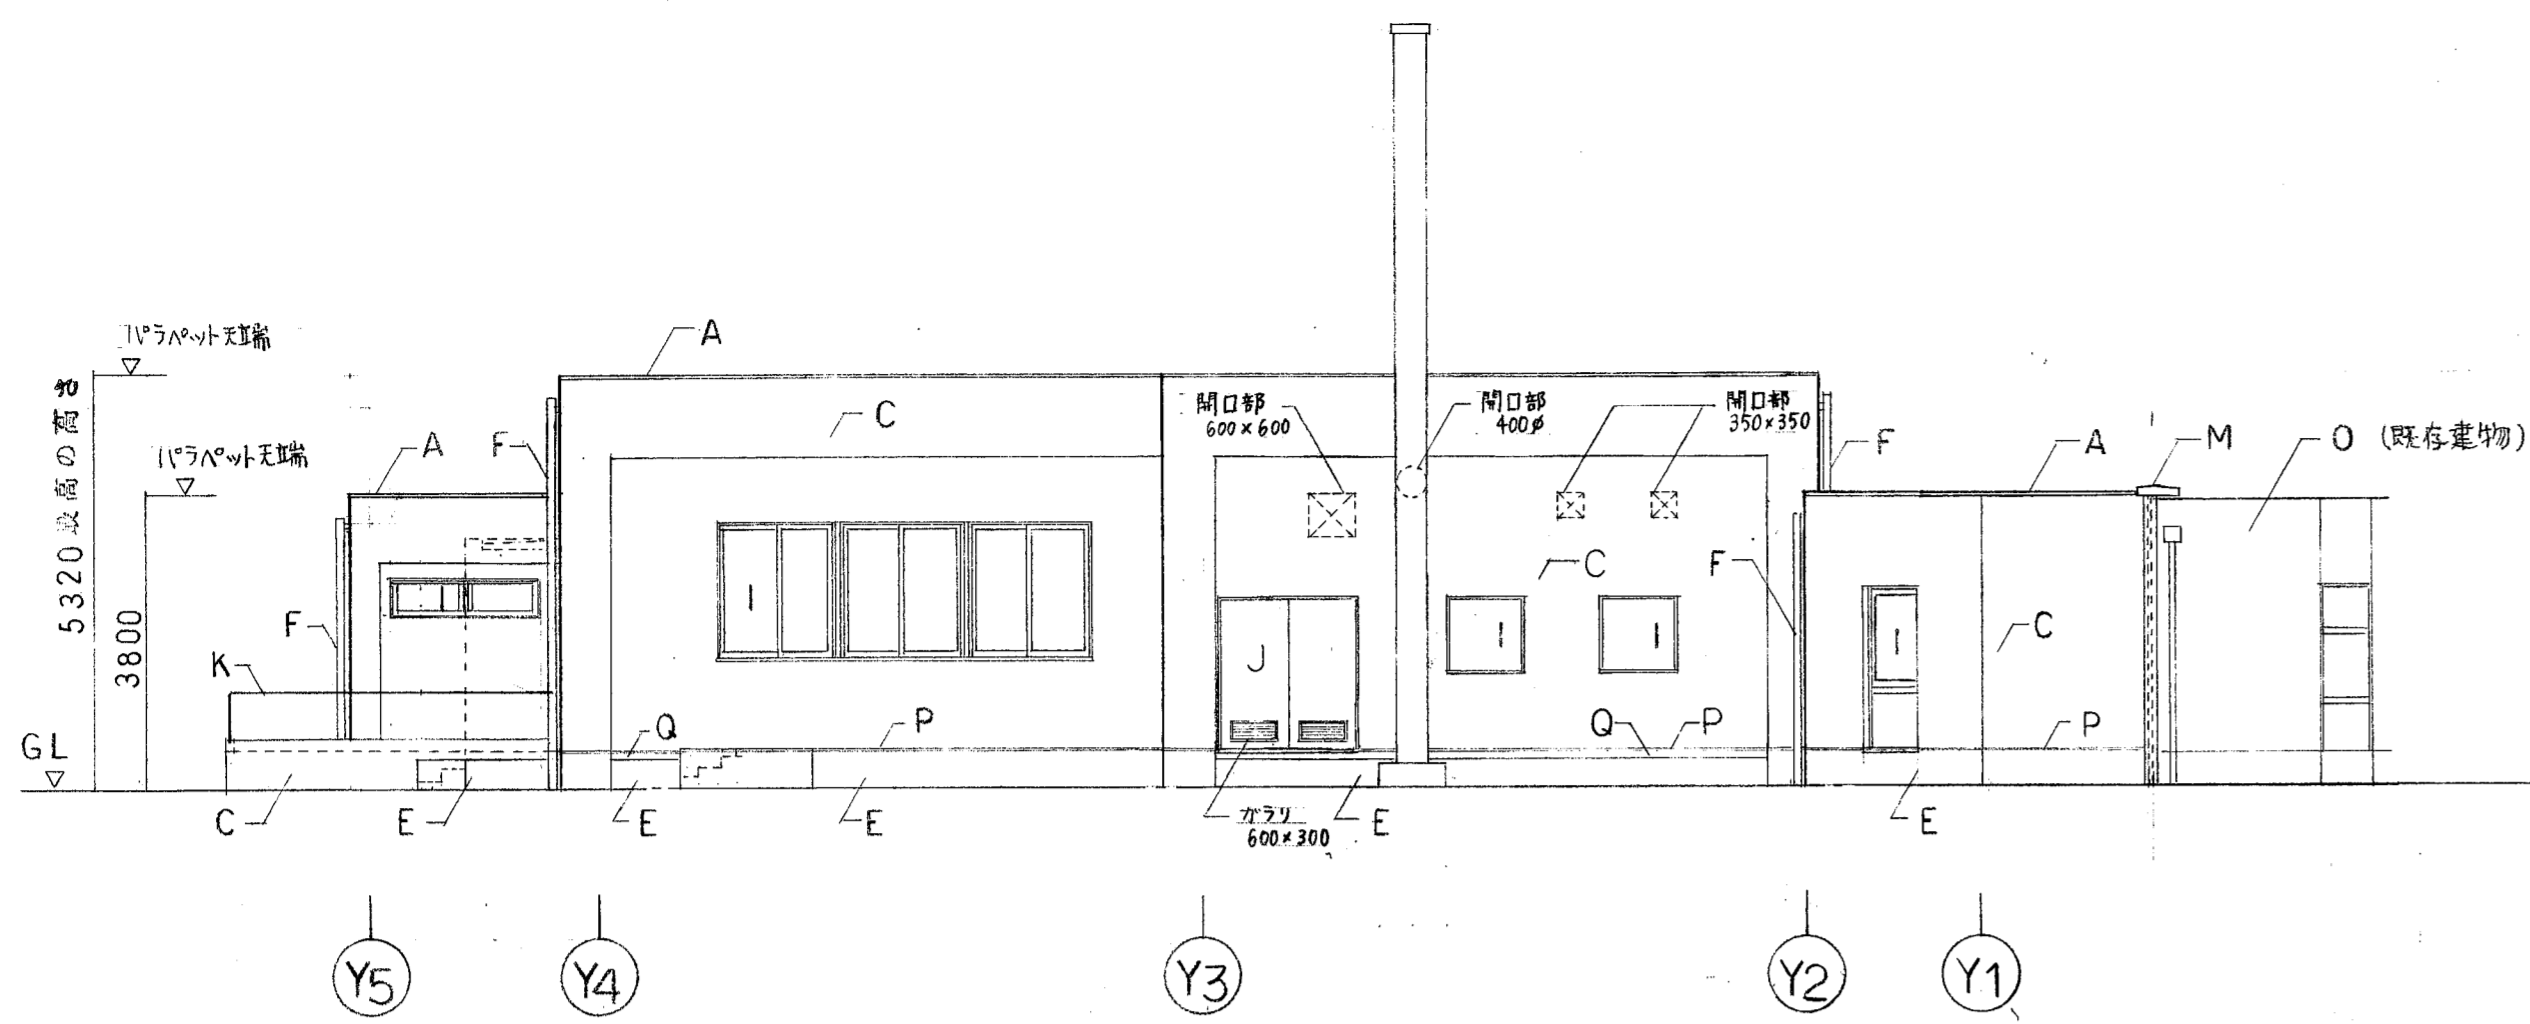 パラペット天端
A
C
開口部
600×600
開口部
400φ
開口部
350×350
F
A
M
O (既存建物)
パラペット天端
A
F
5320 最高の高さ
3800
F
K
I
I
J
I
I
C
F
I
C
Q
P
Q
P
P
GL
C
E
E
E
ガラリ
600×300
E
E
Y5
Y4
Y3
Y2
Y1